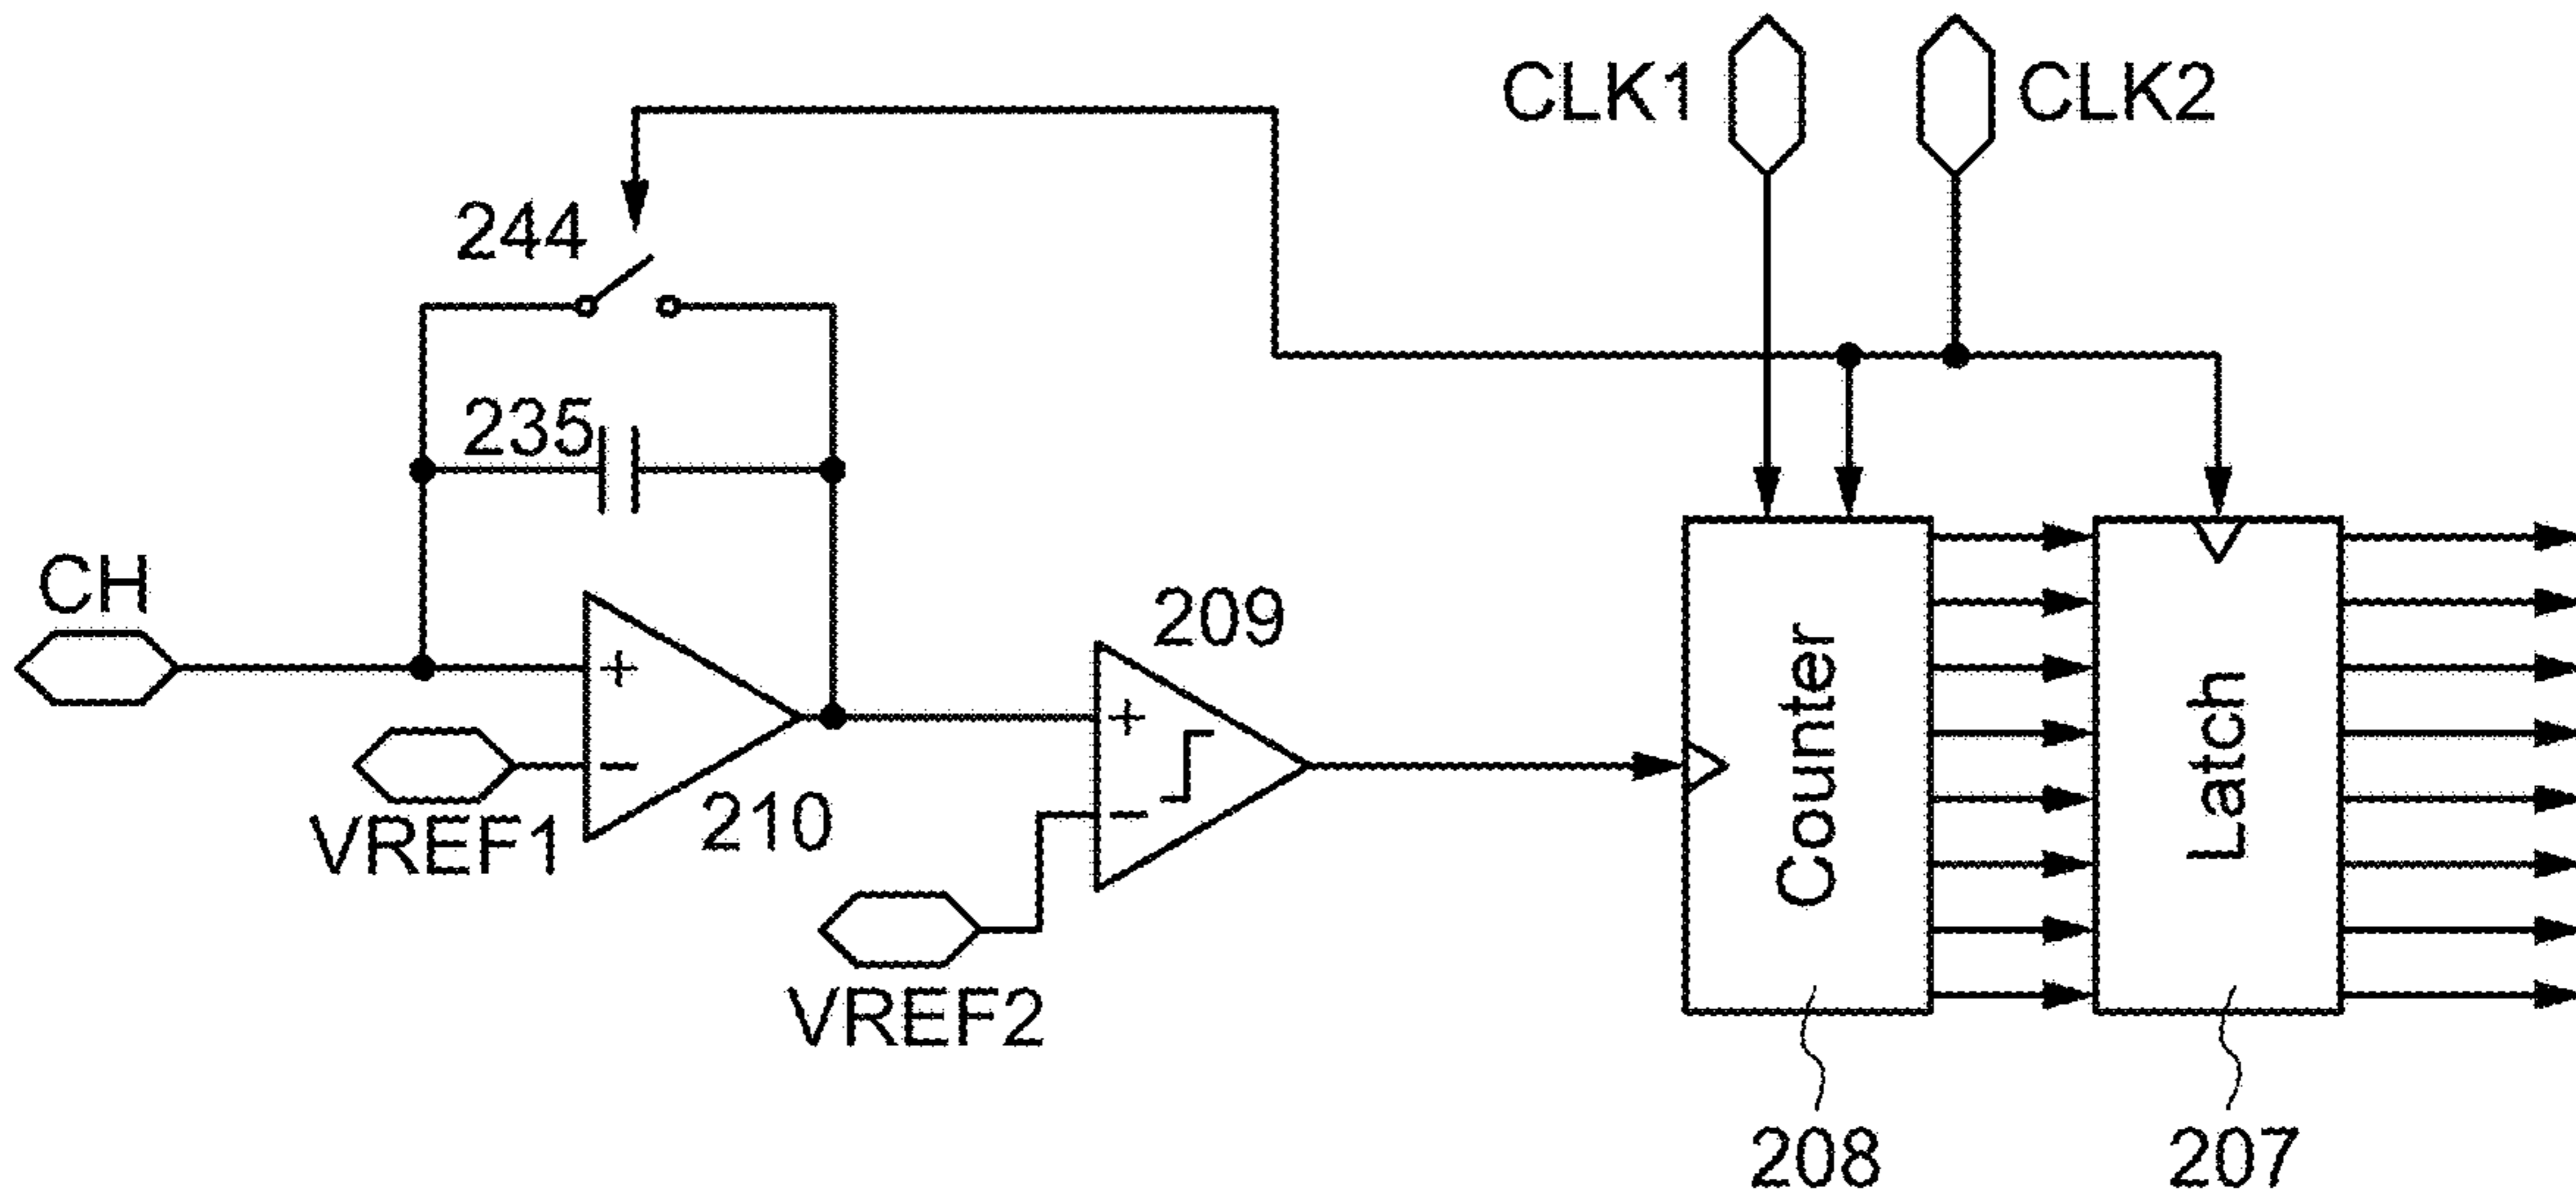 CLK1
CLK2
244
235
CH
+
−
VREF1
210
209
+
−
VREF2
Counter
Latch
208
207